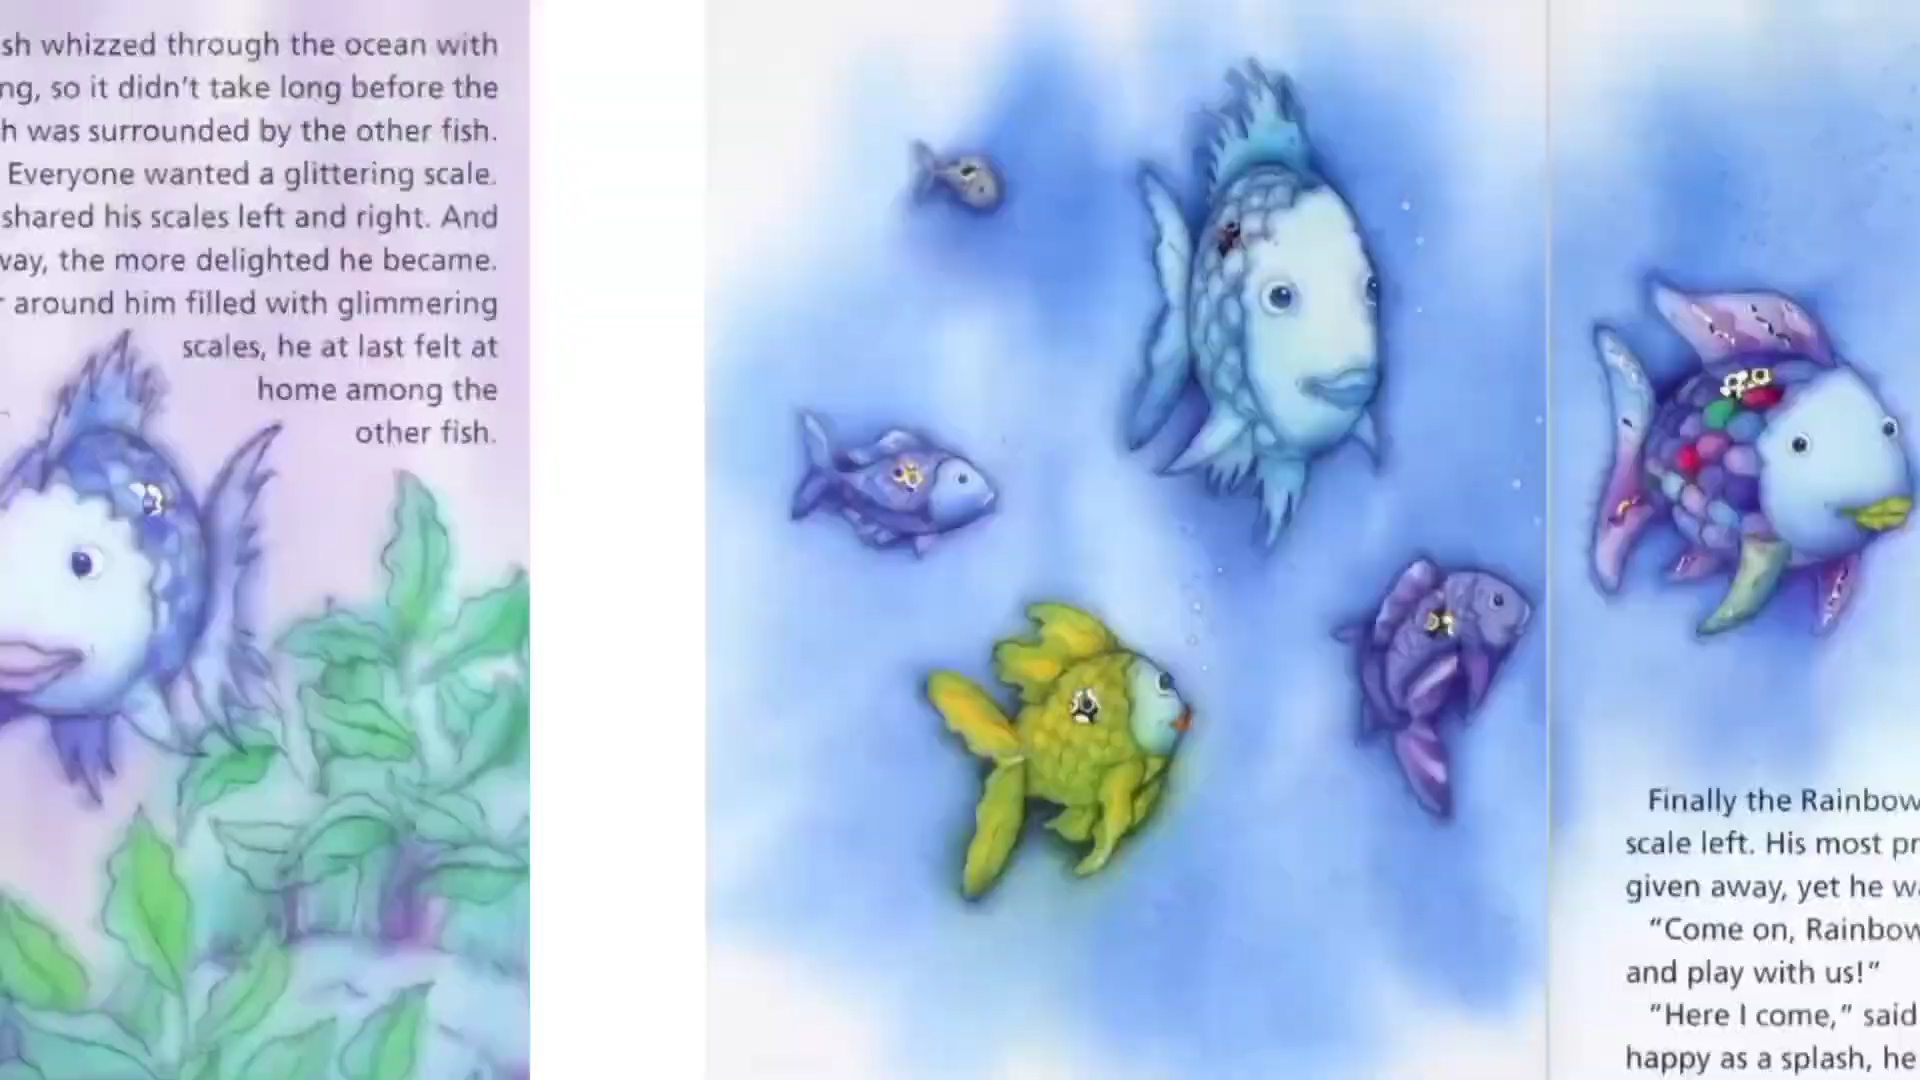 sh whizzed through the ocean with
ng, so it didn't take long before the
h was surrounded by the other fish.
Everyone wanted a glittering scale.
shared his scales left and right. And
way, the more delighted he became.
r around him filled with glimmering
scales, he at last felt at
home among the
other fish.
Finally the Rainbow
scale left. His most pr
given away, yet he wa
"Come on, Rainbow
and play with us!"
"Here I come," said
happy as a splash, he